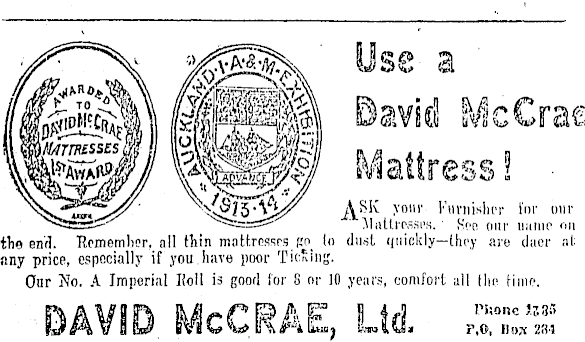 AWARDED
TO
DAVID McCRAE
MATTRESSES
1ST AWARD
AUCKLAND·I·A·&·M·EXHIBITION
ADVANCE
1913-14
Use a
David McCrae
Mattress!
ASK your Furnisher for our
Mattresses. See our name on
the end. Remember, all thin mattresses go to dust quickly—they are daer at
any price, especially if you have poor Ticking.
Our No. A Imperial Roll is good for 8 or 10 years, comfort all the time.
DAVID McCRAE, Ltd.
Phone 1335
P.O, Box 284